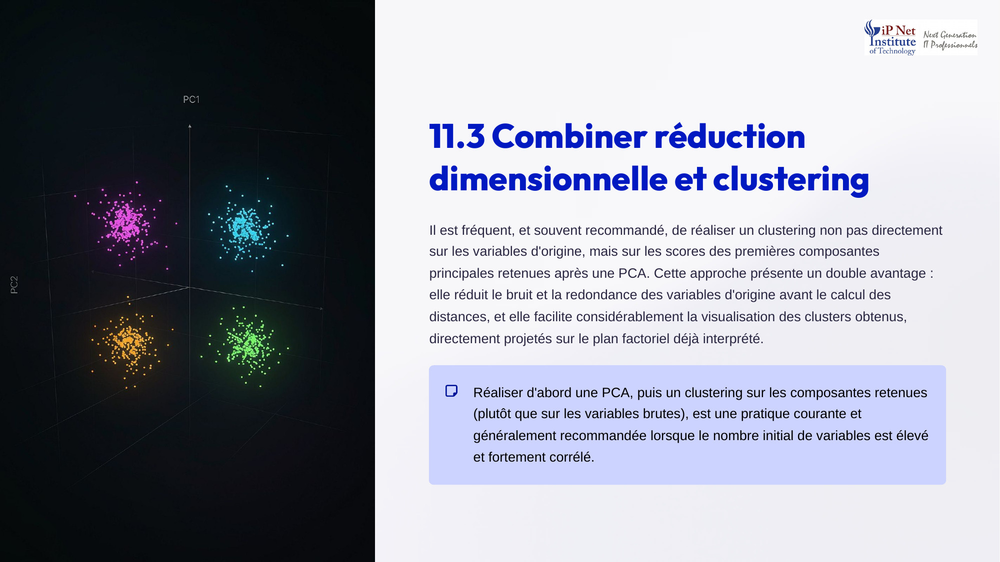 PC1
PC2
iP Net
Institute
of Technology
Next Generation
IT Professionnels
11.3 Combiner réduction
dimensionnelle et clustering
Il est fréquent, et souvent recommandé, de réaliser un clustering non pas directement
sur les variables d'origine, mais sur les scores des premières composantes
principales retenues après une PCA. Cette approche présente un double avantage :
elle réduit le bruit et la redondance des variables d'origine avant le calcul des
distances, et elle facilite considérablement la visualisation des clusters obtenus,
directement projetés sur le plan factoriel déjà interprété.
Réaliser d'abord une PCA, puis un clustering sur les composantes retenues
(plutôt que sur les variables brutes), est une pratique courante et
généralement recommandée lorsque le nombre initial de variables est élevé
et fortement corrélé.